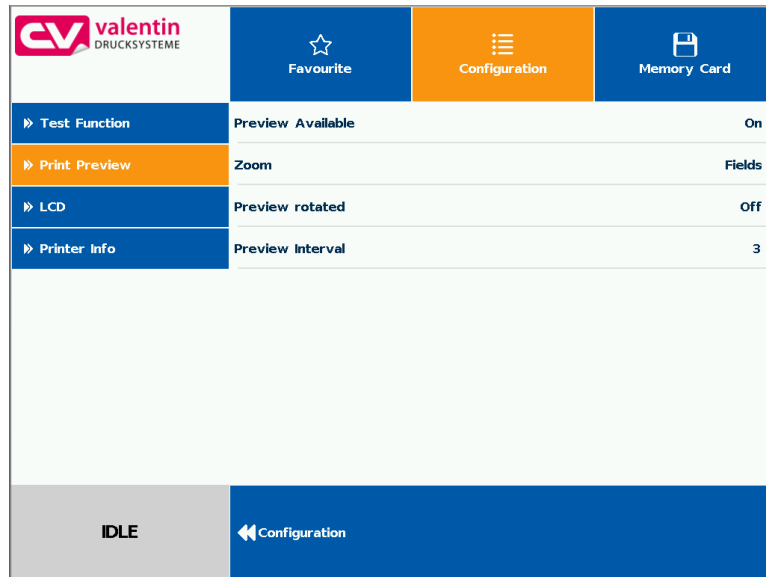 CV valentin
DRUCKSYSTEME
Favourite
Configuration
Memory Card
Test Function
Preview Available On
Print Preview
Zoom Fields
LCD
Preview rotated Off
Printer Info
Preview Interval 3
IDLE
Configuration